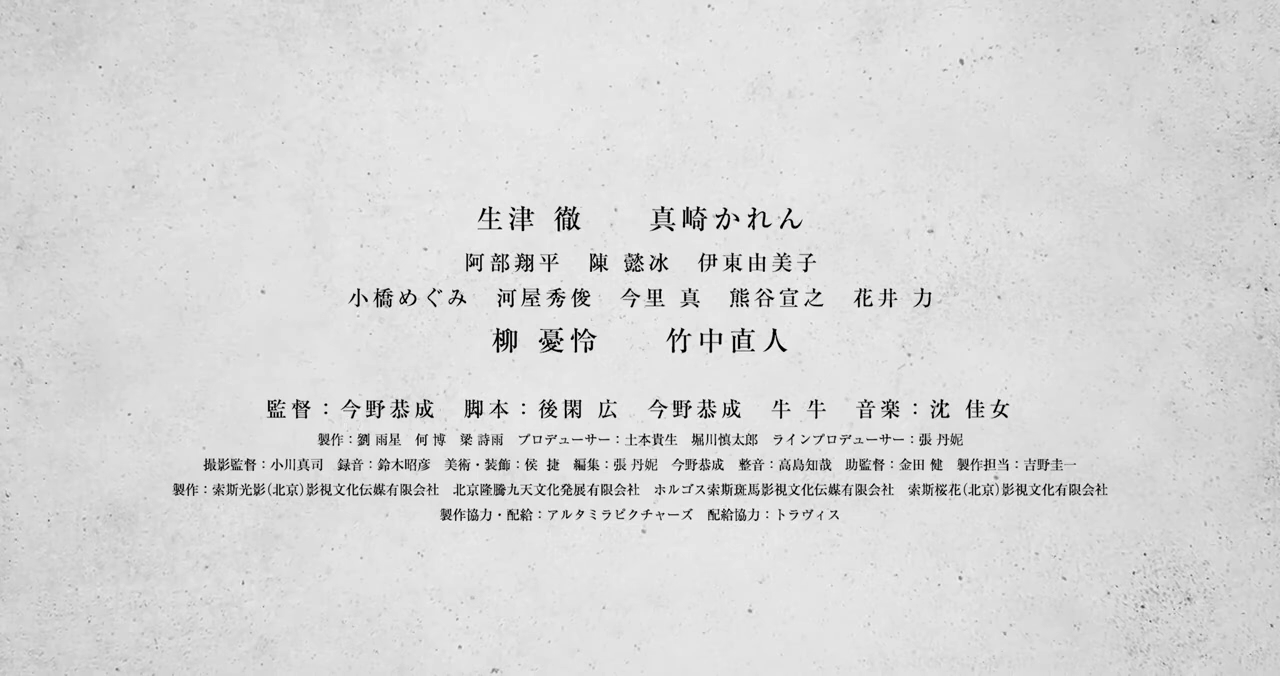 生津 徹　真崎かれん
阿部翔平　陳 懿冰　伊東由美子
小橋めぐみ　河屋秀俊　今里 真　熊谷宣之　花井 力
柳 憂怜　竹中直人
監督：今野恭成　脚本：後閑 広　今野恭成　牛 牛　音楽：沈 佳女
製作：劉 雨星　何 博　梁 詩雨　プロデューサー：土本貴生　堀川慎太郎　ラインプロデューサー：張 丹妮
撮影監督：小川真司　録音：鈴木昭彦　美術・装飾：侯 捷　編集：張 丹妮　今野恭成　整音：高島知哉　助監督：金田 健　製作担当：吉野圭一
製作：索斯光影(北京)影視文化伝媒有限会社　北京隆騰九天文化発展有限会社　ホルゴス索斯斑馬影視文化伝媒有限会社　索斯桜花(北京)影視文化有限会社
製作協力・配給：アルタミラピクチャーズ　配給協力：トラヴィス